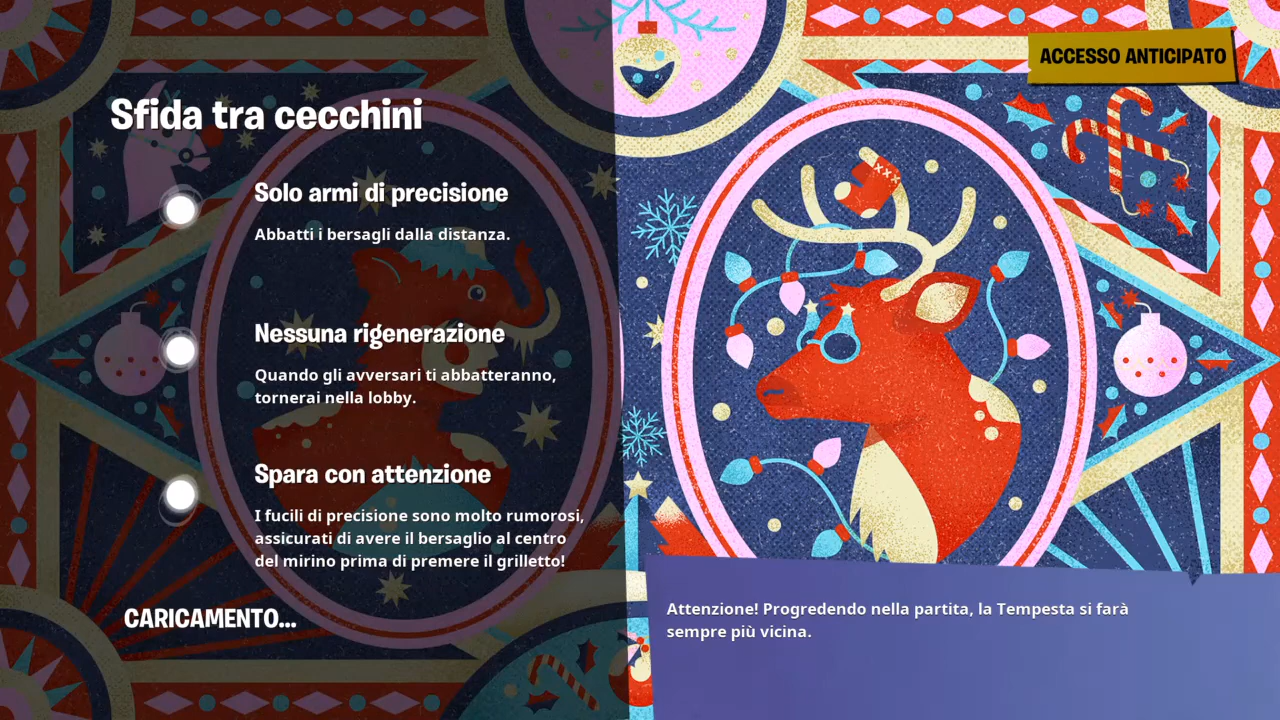 ACCESSO ANTICIPATO
Sfida tra cecchini
Solo armi di precisione
Abbatti i bersagli dalla distanza.
Nessuna rigenerazione
Quando gli avversari ti abbatteranno,
tornerai nella lobby.
Spara con attenzione
I fucili di precisione sono molto rumorosi,
assicurati di avere il bersaglio al centro
del mirino prima di premere il grilletto!
CARICAMENTO...
Attenzione! Progredendo nella partita, la Tempesta si farà
sempre più vicina.